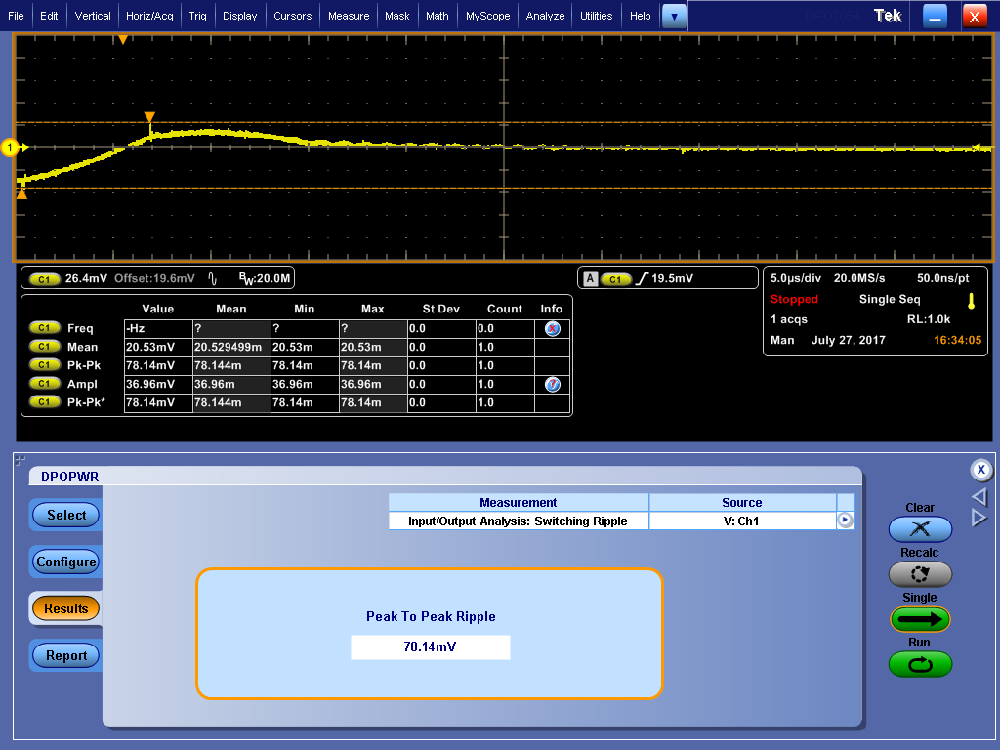 File Edit Vertical Horiz/Acq Trig Display Cursors Measure Mask Math MyScope Analyze Utilities Help Tek X
1
C1 26.4mV Offset:19.6mV BW:20.0M
A C1 19.5mV
5.0µs/div 20.0MS/s 50.0ns/pt
Stopped Single Seq
1 acqs RL:1.0k
Man July 27, 2017 16:34:05
Value Mean Min Max St Dev Count Info
C1 Freq -Hz ? ? ? 0.0 0.0
C1 Mean 20.53mV 20.529499m 20.53m 20.53m 0.0 1.0
C1 Pk-Pk 78.14mV 78.144m 78.14m 78.14m 0.0 1.0
C1 Ampl 36.96mV 36.96m 36.96m 36.96m 0.0 1.0
C1 Pk-Pk* 78.14mV 78.144m 78.14m 78.14m 0.0 1.0
DPOPWR
Select
Configure
Results
Report
Measurement Source
Input/Output Analysis: Switching Ripple V: Ch1
Peak To Peak Ripple
78.14mV
X
Clear
Recalc
Single
Run